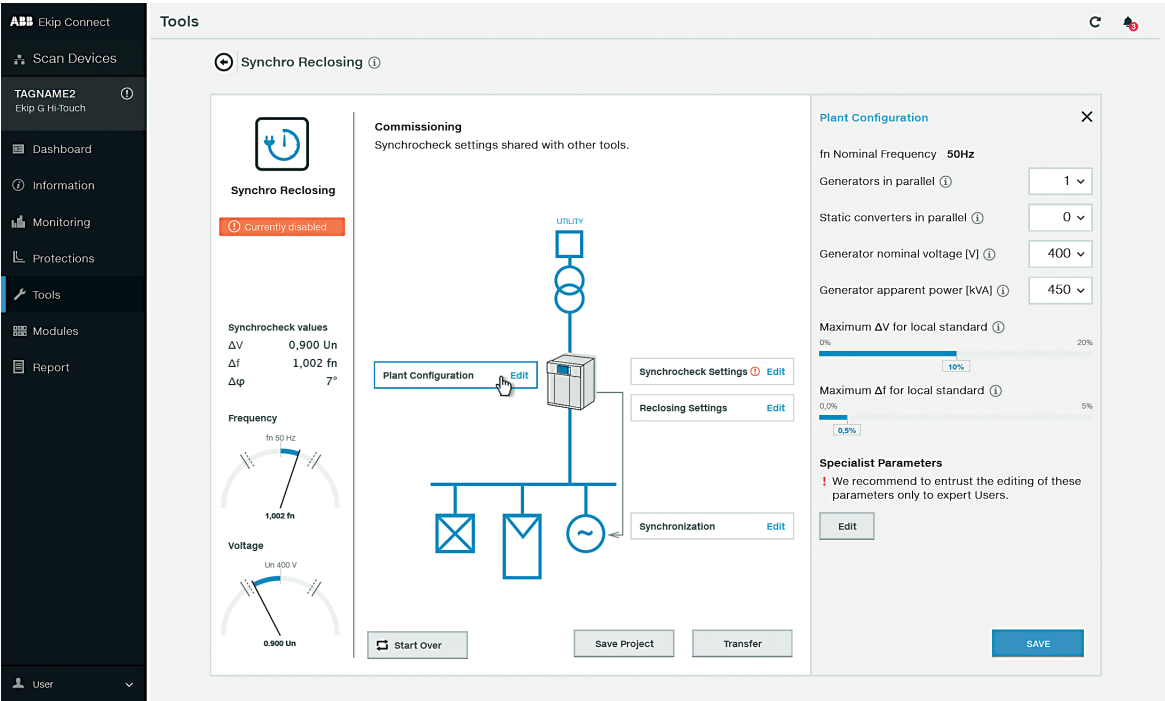 ABB Ekip Connect
Scan Devices
TAGNAME2
Ekip G Hi-Touch
Dashboard
Information
Monitoring
Protections
Tools
Modules
Report
User
Tools
3
Synchro Reclosing
Synchro Reclosing
Currently disabled
Synchrocheck values
ΔV 0,900 Un
Δf 1,002 fn
Δφ 7°
Frequency
fn 50 Hz
1,002 fn
Voltage
Un 400 V
0.900 Un
Commissioning
Synchrocheck settings shared with other tools.
UTILITY
Plant Configuration Edit
Synchrocheck Settings Edit
Reclosing Settings Edit
Synchronization Edit
Start Over
Save Project
Transfer
Plant Configuration
fn Nominal Frequency 50Hz
Generators in parallel 1
Static converters in parallel 0
Generator nominal voltage [V] 400
Generator apparent power [kVA] 450
Maximum ΔV for local standard
0% 20%
10%
Maximum Δf for local standard
0,0% 5%
0,5%
Specialist Parameters
! We recommend to entrust the editing of these
parameters only to expert Users.
Edit
SAVE